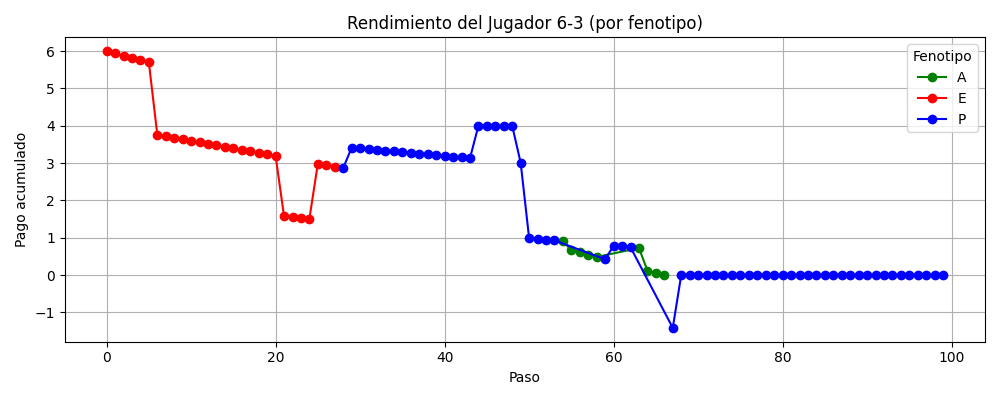 Rendimiento del Jugador 6-3 (por fenotipo)
Pago acumulado
6
5
4
3
2
1
0
−1
Fenotipo
A
E
P
0 20 40 60 80 100
Paso